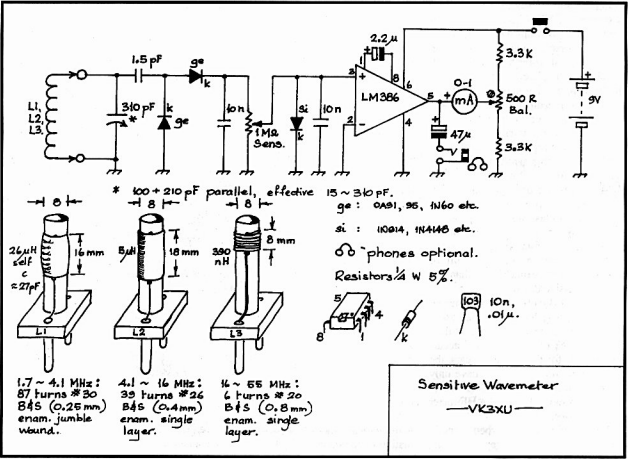 2.2µ
1.5 pF
ge
k
L1,
L2,
L3.
310 pF
*
k
ge
10n
1MΩ
Sens.
si
k
10n
1
8
6
3
+
LM386
5
2
-
4
0-1
+
mA
47µ
+
3.3K
500 R
Bal.
3.3K
+
9V
* 100 + 210 pF parallel, effective 15 ~ 310 pF.
ge : OA91, 95, 1N60 etc.
si : 1N914, 1N4148 etc.
'phones optional.
Resistors ¼ W 5%.
8
26µH
self
c
≈27pF
16 mm
L1
8
5µH
18 mm
L2
8
390
nH
8 mm
L3
5
4
8
1
k
103
10n,
.01µ.
1.7 ~ 4.1 MHz:
87 turns #30
B&S (0.25mm)
enam. jumble
wound.
4.1 ~ 16 MHz:
39 turns #26
B&S (0.4mm)
enam. single
layer.
16 ~ 55 MHz:
6 turns #20
B&S (0.8mm)
enam. single
layer.
Sensitive Wavemeter
VK3XU